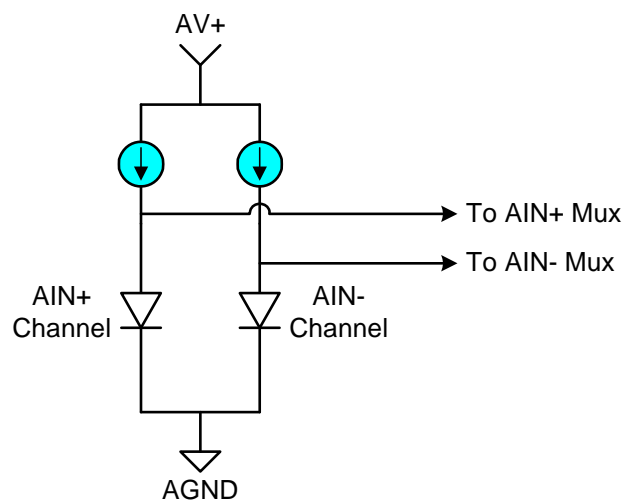 AV+
To AIN+ Mux
To AIN- Mux
AIN+
Channel
AIN-
Channel
AGND